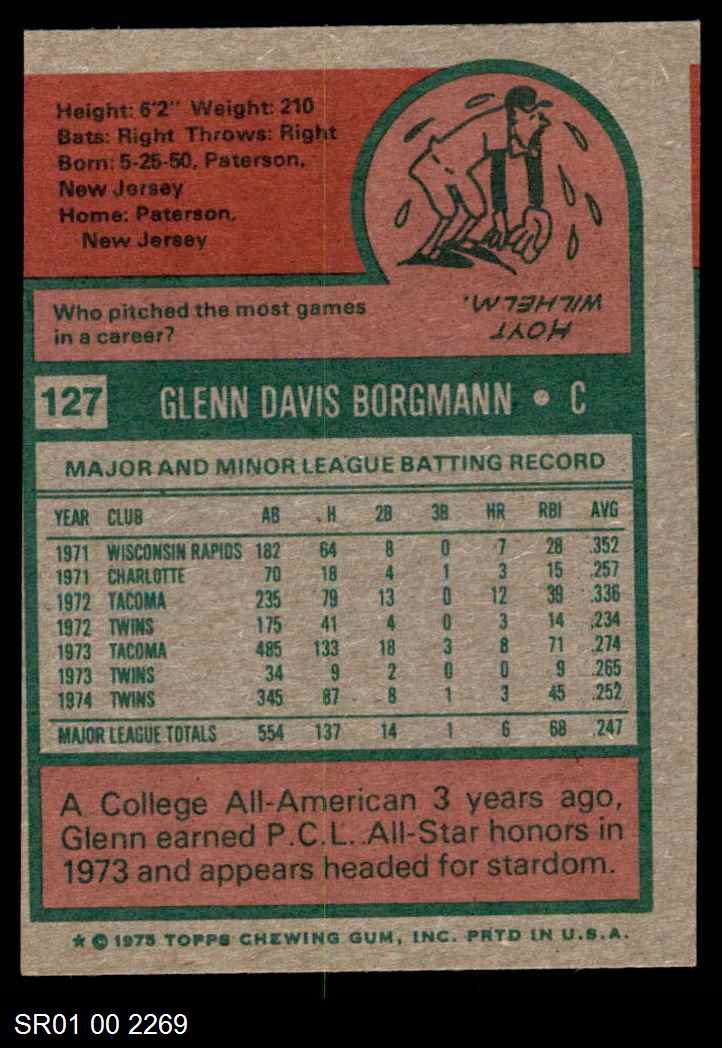 Height: 6'2" Weight: 210
Bats: Right Throws: Right
Born: 5-25-50, Paterson,
New Jersey
Home: Paterson,
New Jersey
Who pitched the most games
in a career?
HOYT
WILHELM.
127 GLENN DAVIS BORGMANN • C
MAJOR AND MINOR LEAGUE BATTING RECORD
YEAR CLUB AB H 2B 3B HR RBI AVG
1971 WISCONSIN RAPIDS 182 64 8 0 7 28 .352
1971 CHARLOTTE 70 18 4 1 3 15 .257
1972 TACOMA 235 79 13 0 12 39 .336
1972 TWINS 175 41 4 0 3 14 .234
1973 TACOMA 485 133 18 3 8 71 .274
1973 TWINS 34 9 2 0 0 9 .265
1974 TWINS 345 87 8 1 3 45 .252
MAJOR LEAGUE TOTALS 554 137 14 1 6 68 .247
A College All-American 3 years ago,
Glenn earned P.C.L. All-Star honors in
1973 and appears headed for stardom.
* © 1975 TOPPS CHEWING GUM, INC. PRTD IN U.S.A.
SR01 00 2269